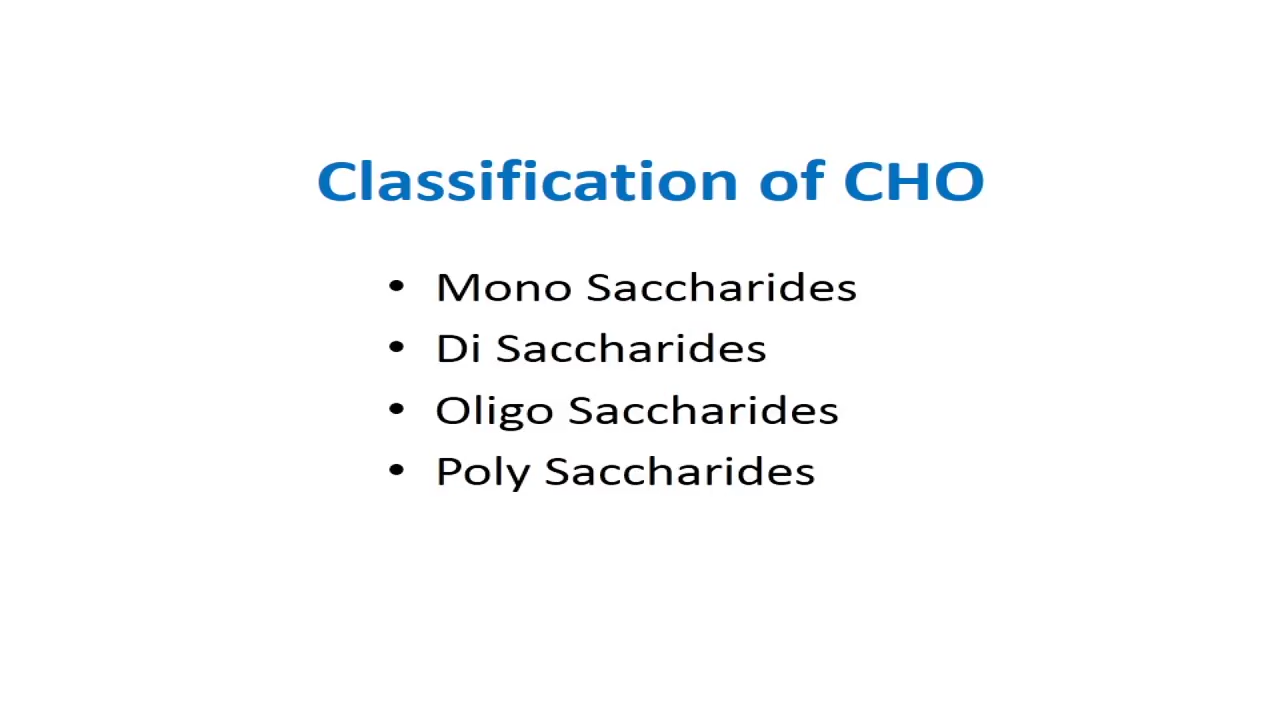 Classification of CHO
• Mono Saccharides
• Di Saccharides
• Oligo Saccharides
• Poly Saccharides